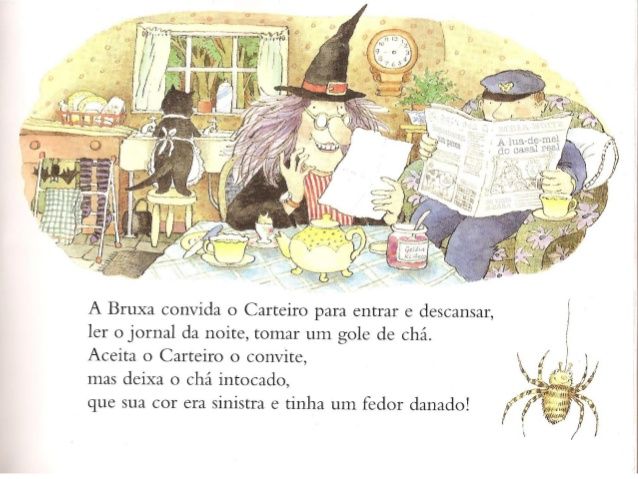 A lua-de-mel
do casal real
Geléia
A Bruxa convida o Carteiro para entrar e descansar,
ler o jornal da noite, tomar um gole de chá.
Aceita o Carteiro o convite,
mas deixa o chá intocado,
que sua cor era sinistra e tinha um fedor danado!